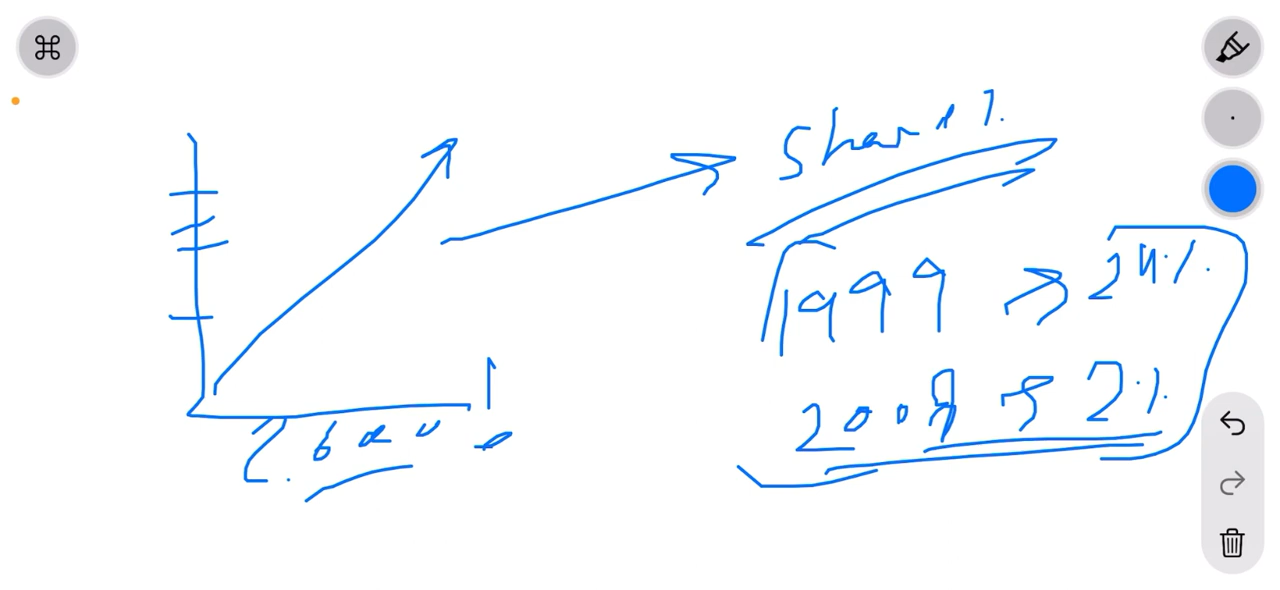 Share %
1999 → 24%
2008 → 2%